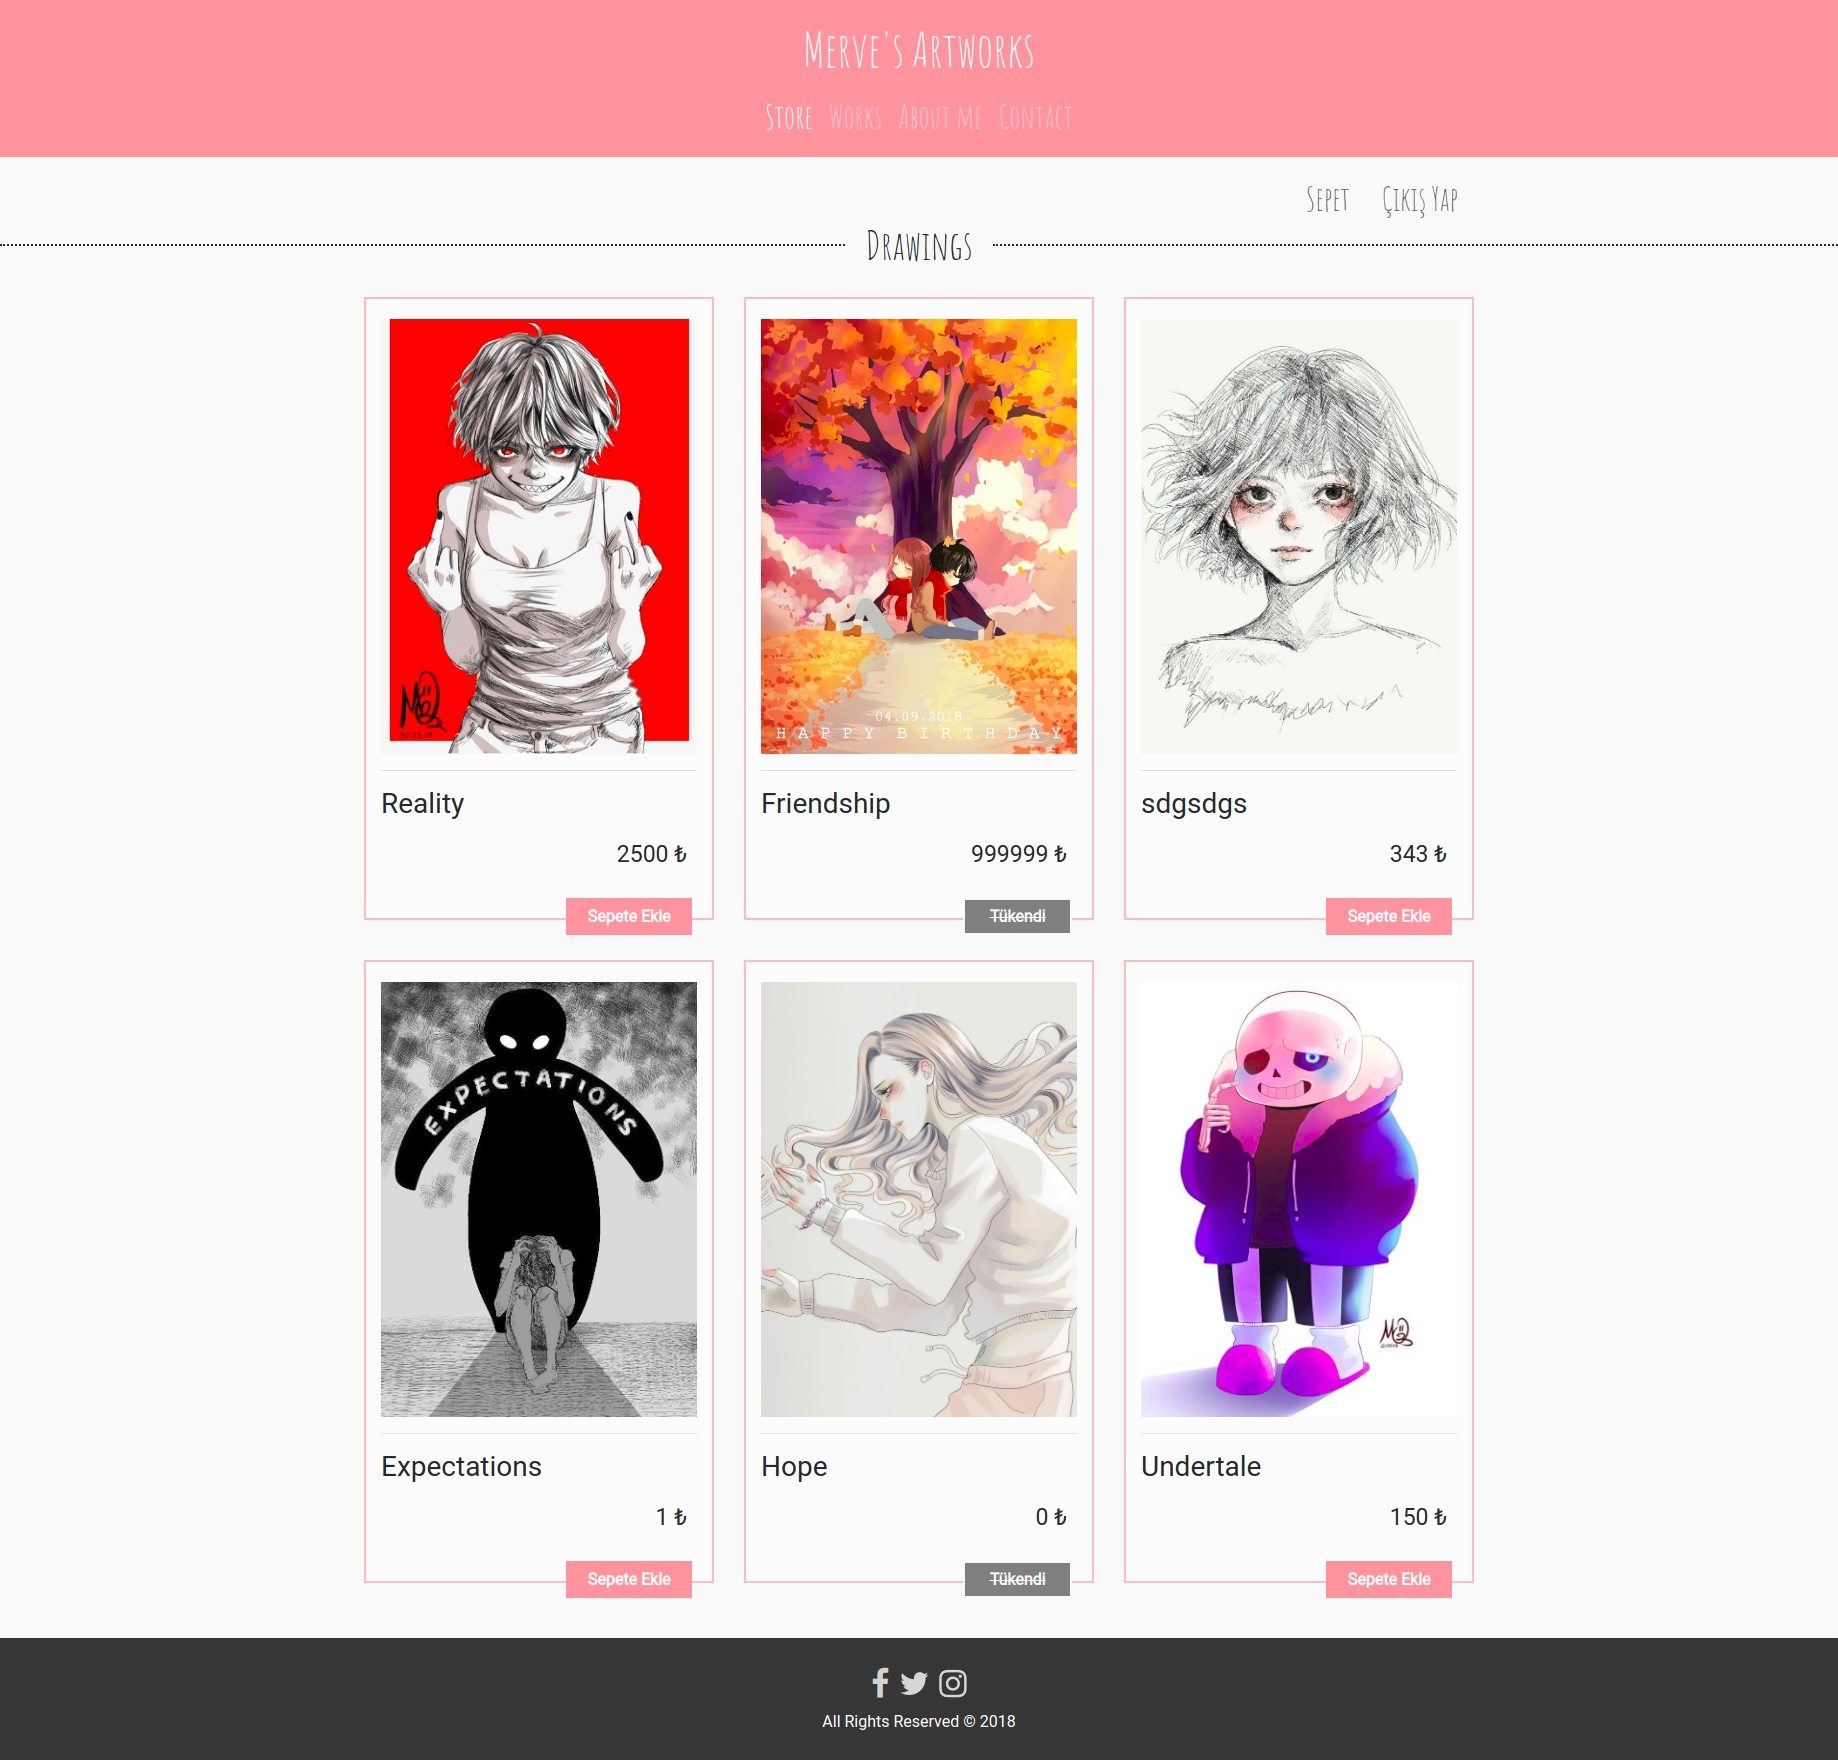 Merve's Artworks
Store Works About me Contact
Sepet Çıkış Yap
Drawings
04.09.2018
HAPPY BIRTHDAY
Reality
Friendship
sdgsdgs
2500 ₺
999999 ₺
343 ₺
Sepete Ekle
Tükendi
Sepete Ekle
EXPECTATIONS
Expectations
Hope
Undertale
1 ₺
0 ₺
150 ₺
Sepete Ekle
Tükendi
Sepete Ekle
All Rights Reserved © 2018